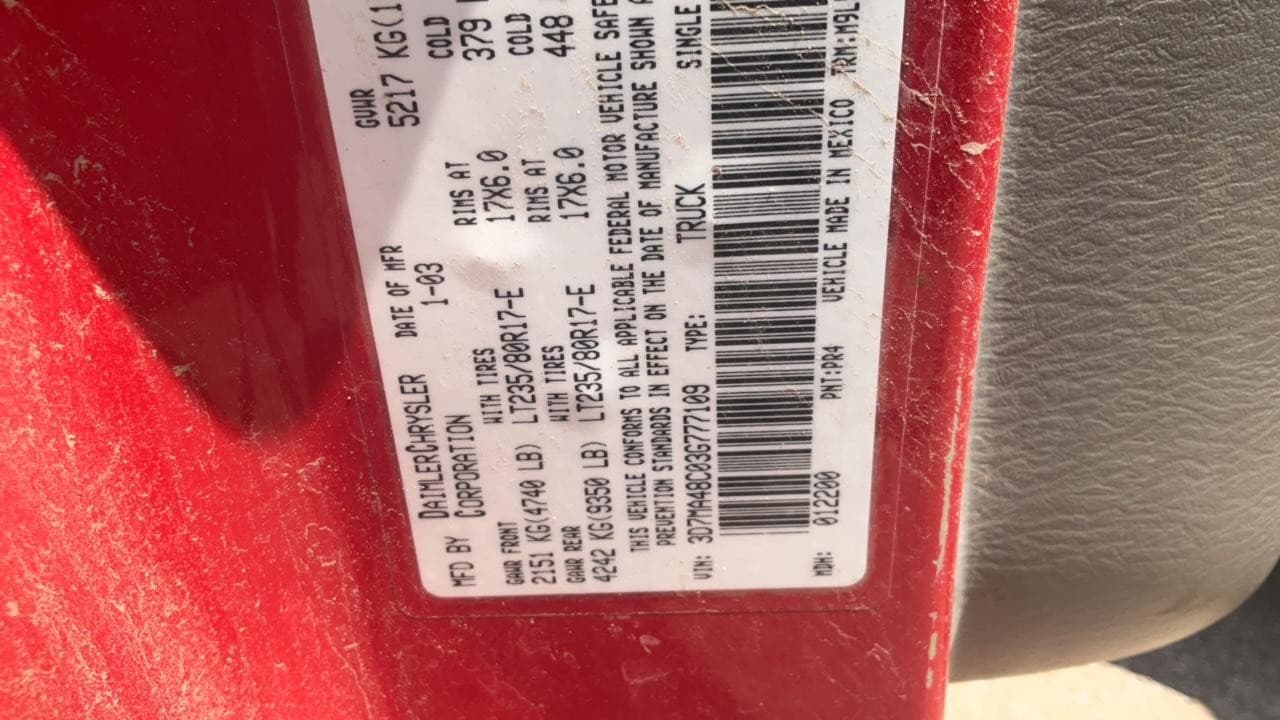 MFD BY DAIMLERCHRYSLER CORPORATION DATE OF MFR 1-03 GVWR 5217 KG(1
GAWR FRONT WITH TIRES RIMS AT COLD
2151 KG(4740 LB) LT235/80R17-E 17X6.0 379
GAWR REAR WITH TIRES RIMS AT COLD
4242 KG(9350 LB) LT235/80R17-E 17X6.0 448
THIS VEHICLE CONFORMS TO ALL APPLICABLE FEDERAL MOTOR VEHICLE SAFE
PREVENTION STANDARDS IN EFFECT ON THE DATE OF MANUFACTURE SHOWN A
VIN: 3D7MA48C03G777109 TYPE: TRUCK SINGLE
MDH: 012200 PNT:PR4 VEHICLE MADE IN MEXICO TRM:M9L